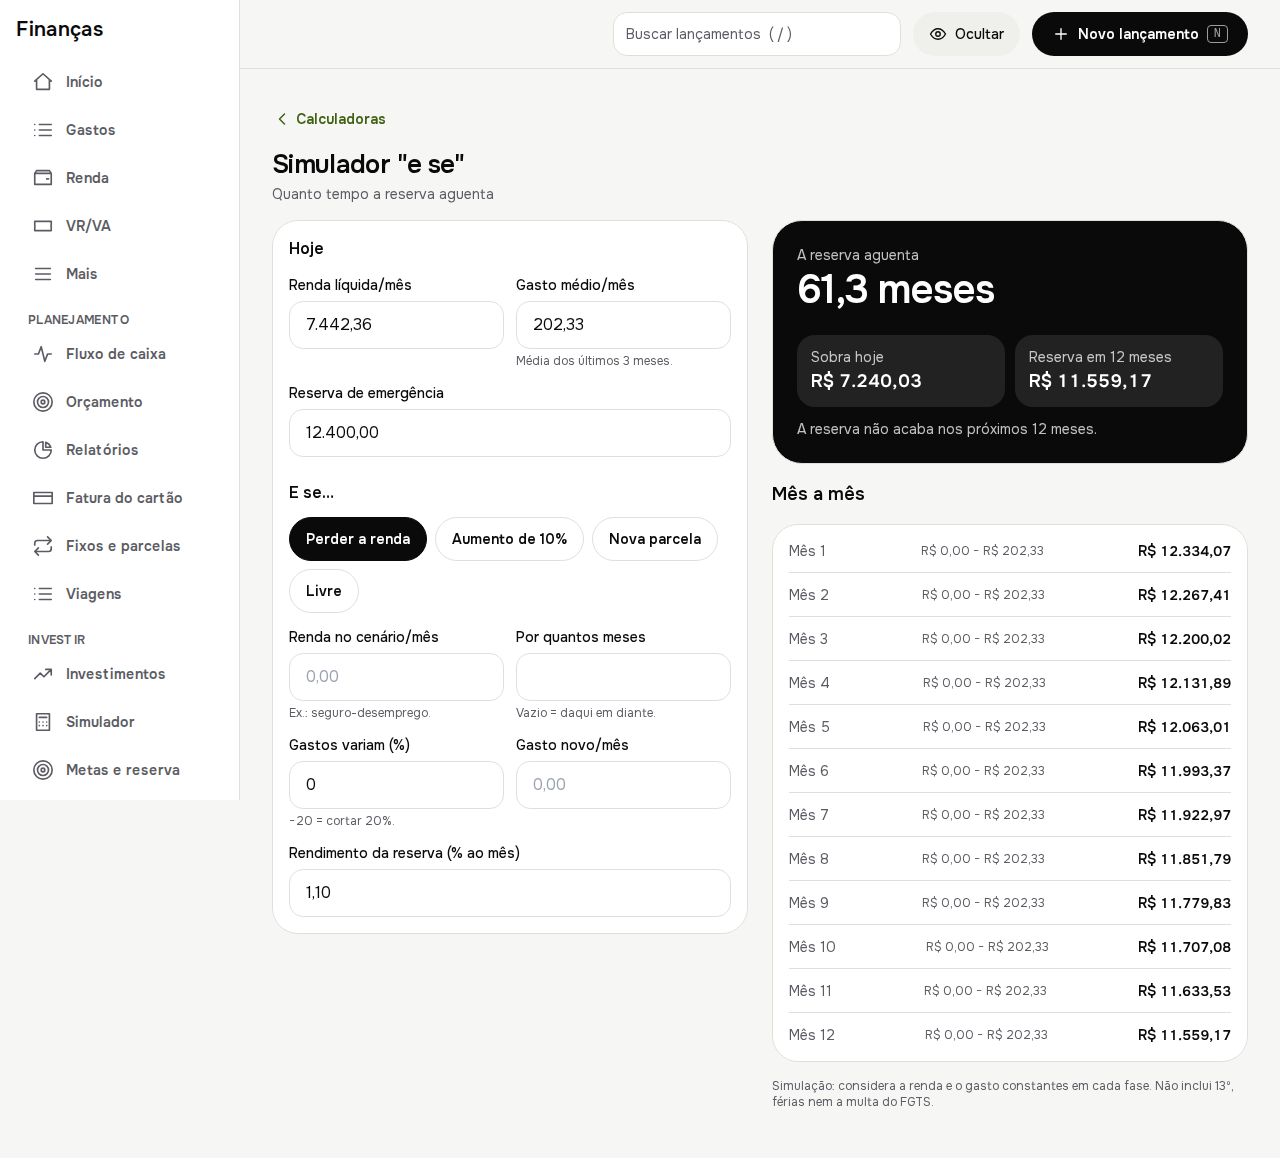 Finanças
Início
Gastos
Renda
VR/VA
Mais
PLANEJAMENTO
Fluxo de caixa
Orçamento
Relatórios
Fatura do cartão
Fixos e parcelas
Viagens
INVESTIR
Investimentos
Simulador
Metas e reserva
Buscar lançamentos ( / )
Ocultar
Novo lançamento N
Calculadoras
Simulador "e se"
Quanto tempo a reserva aguenta
Hoje
Renda líquida/mês
7.442,36
Gasto médio/mês
202,33
Média dos últimos 3 meses.
Reserva de emergência
12.400,00
E se...
Perder a renda
Aumento de 10%
Nova parcela
Livre
Renda no cenário/mês
0,00
Ex.: seguro-desemprego.
Por quantos meses
Vazio = daqui em diante.
Gastos variam (%)
0
-20 = cortar 20%.
Gasto novo/mês
0,00
Rendimento da reserva (% ao mês)
1,10
A reserva aguenta
61,3 meses
Sobra hoje
R$ 7.240,03
Reserva em 12 meses
R$ 11.559,17
A reserva não acaba nos próximos 12 meses.
Mês a mês
Mês 1 R$ 0,00 - R$ 202,33 R$ 12.334,07
Mês 2 R$ 0,00 - R$ 202,33 R$ 12.267,41
Mês 3 R$ 0,00 - R$ 202,33 R$ 12.200,02
Mês 4 R$ 0,00 - R$ 202,33 R$ 12.131,89
Mês 5 R$ 0,00 - R$ 202,33 R$ 12.063,01
Mês 6 R$ 0,00 - R$ 202,33 R$ 11.993,37
Mês 7 R$ 0,00 - R$ 202,33 R$ 11.922,97
Mês 8 R$ 0,00 - R$ 202,33 R$ 11.851,79
Mês 9 R$ 0,00 - R$ 202,33 R$ 11.779,83
Mês 10 R$ 0,00 - R$ 202,33 R$ 11.707,08
Mês 11 R$ 0,00 - R$ 202,33 R$ 11.633,53
Mês 12 R$ 0,00 - R$ 202,33 R$ 11.559,17
Simulação: considera a renda e o gasto constantes em cada fase. Não inclui 13º,
férias nem a multa do FGTS.